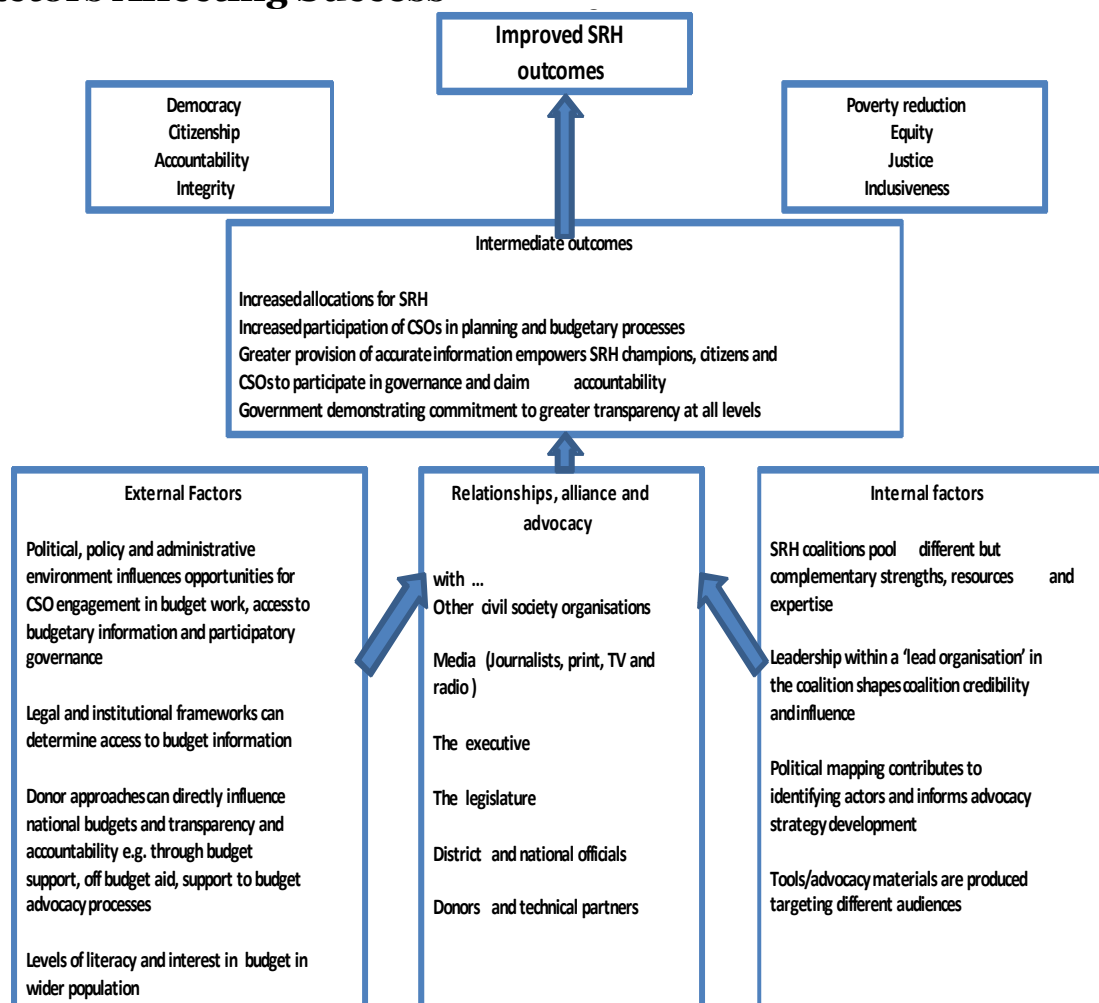 Affecting Success
Improved SRH
outcomes
Democracy
Citizenship
Accountability
Integrity
Poverty reduction
Equity
Justice
Inclusiveness
Intermediate outcomes
Increased allocations for SRH
Increased participation of CSOs in planning and budgetary processes
Greater provision of accurate information empowers SRH champions, citizens and
CSOs to participate in governance and claim accountability
Government demonstrating commitment to greater transparency at all levels
External Factors
Political, policy and administrative
environment influences opportunities for
CSO engagement in budget work, access to
budgetary information and participatory
governance
Legal and institutional frameworks can
determine access to budget information
Donor approaches can directly influence
national budgets and transparency and
accountability e.g. through budget
support, off budget aid, support to budget
advocacy processes
Levels of literacy and interest in budget in
wider population
Relationships, alliance and
advocacy
with ...
Other civil society organisations
Media (Journalists, print, TV and
radio )
The executive
The legislature
District and national officials
Donors and technical partners
Internal factors
SRH coalitions pool different but
complementary strengths, resources and
expertise
Leadership within a ‘lead organisation’ in
the coalition shapes coalition credibility
and influence
Political mapping contributes to
identifying actors and informs advocacy
strategy development
Tools/advocacy materials are produced
targeting different audiences